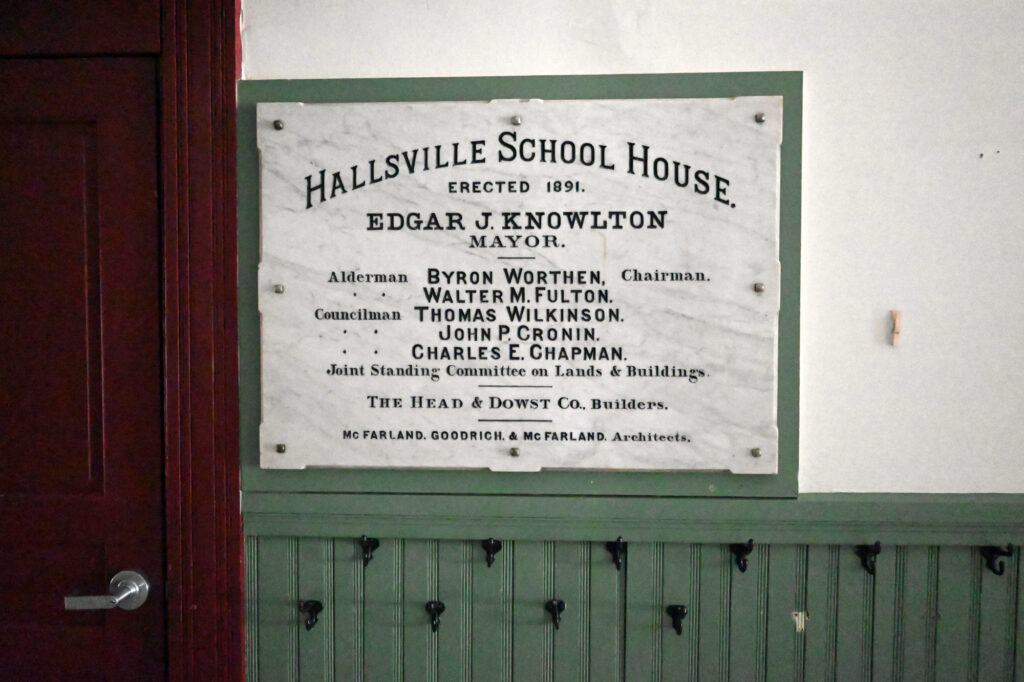 HALLSVILLE SCHOOL HOUSE.
ERECTED 1891.
EDGAR J. KNOWLTON
MAYOR.
Alderman BYRON WORTHEN, Chairman.
" WALTER M. FULTON.
Councilman THOMAS WILKINSON.
" JOHN P. CRONIN.
" CHARLES E. CHAPMAN.
Joint Standing Committee on Lands & Buildings.
THE HEAD & DOWST CO., Builders.
MCFARLAND, GOODRICH, & MCFARLAND, Architects.